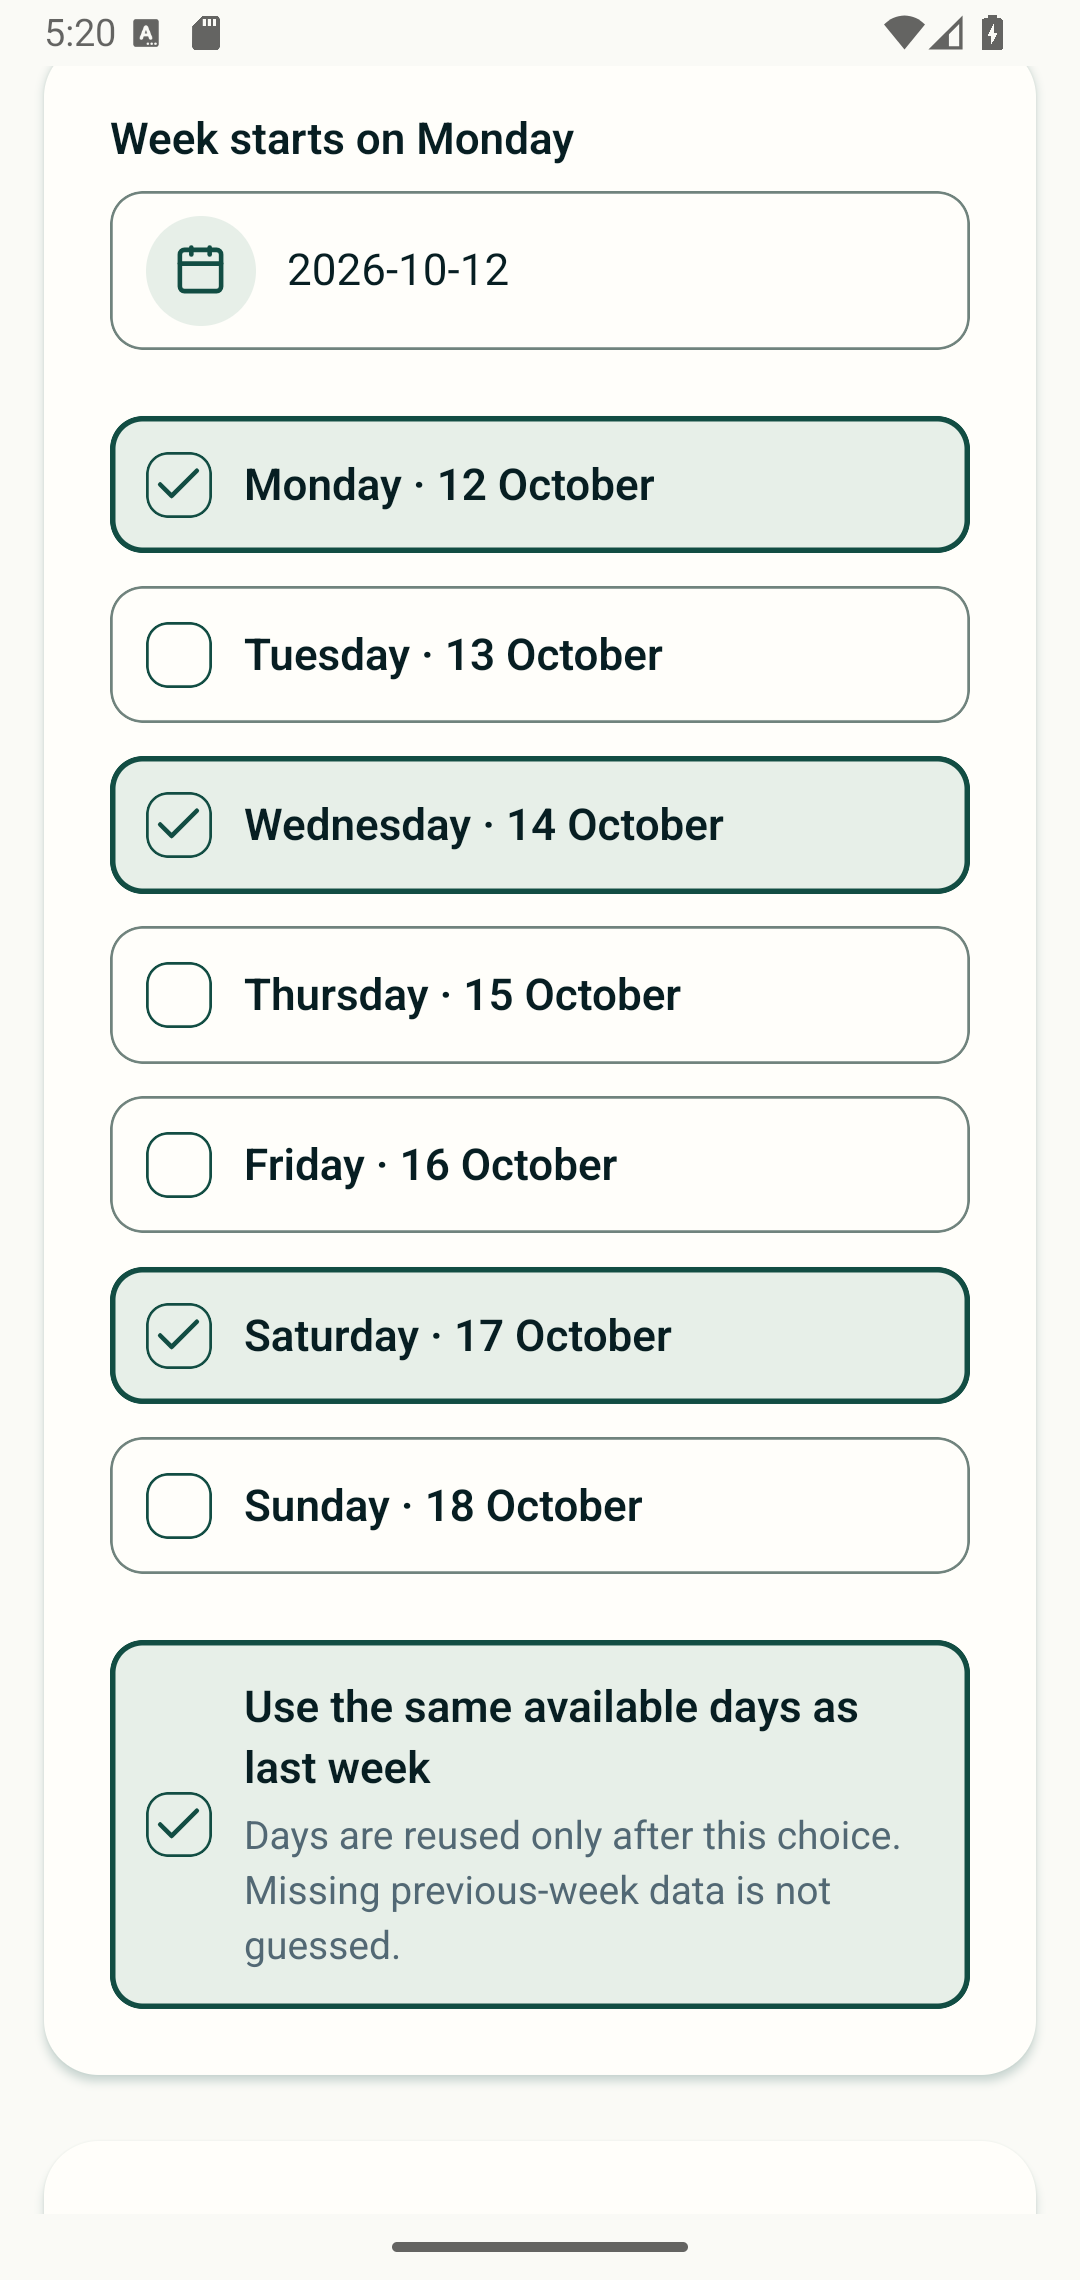 5:20
Week starts on Monday
2026-10-12
Monday · 12 October
Tuesday · 13 October
Wednesday · 14 October
Thursday · 15 October
Friday · 16 October
Saturday · 17 October
Sunday · 18 October
Use the same available days as
last week
Days are reused only after this choice.
Missing previous-week data is not
guessed.